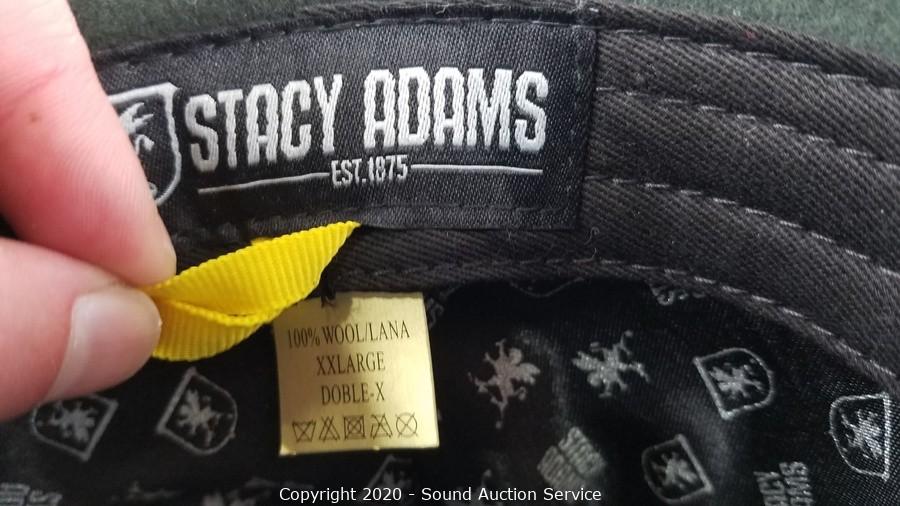 STACY ADAMS
EST.1875
100% WOOL/LANA
XXLARGE
DOBLE-X
Copyright 2020 - Sound Auction Service